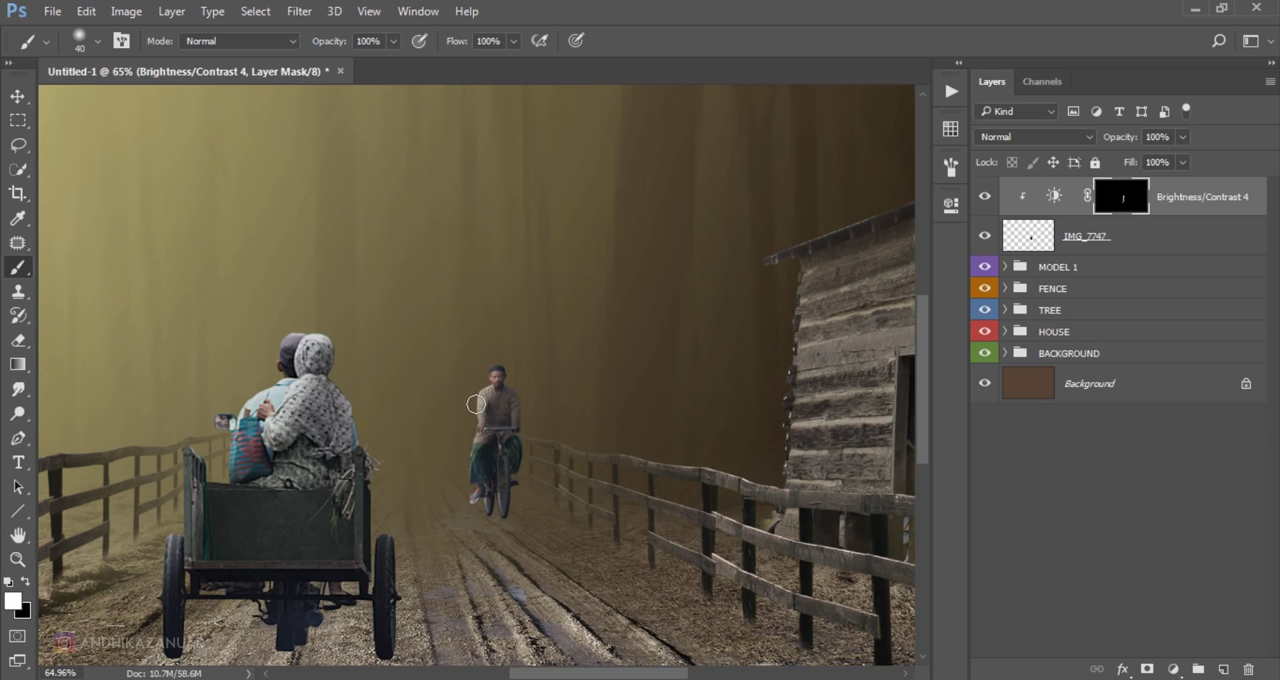 Ps File Edit Image Layer Type Select Filter 3D View Window Help
40 Mode: Normal Opacity: 100% Flow: 100%
Untitled-1 @ 65% (Brightness/Contrast 4, Layer Mask/8) *
Layers Channels
Kind
Normal Opacity: 100%
Lock: Fill: 100%
Brightness/Contrast 4
IMG_7747
MODEL 1
FENCE
TREE
HOUSE
BACKGROUND
Background
64.96% Doc: 10.7M/58.6M